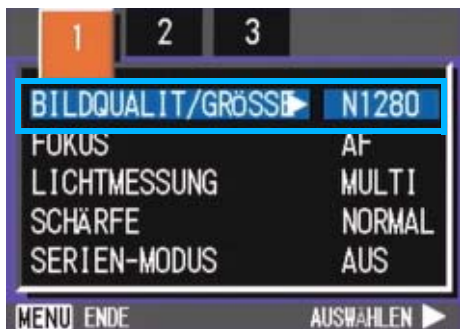 1 2 3
BILDQUALIT/GRÖSSE N1280
FOKUS AF
LICHTMESSUNG MULTI
SCHÄRFE NORMAL
SERIEN-MODUS AUS
MENU ENDE AUSWÄHLEN